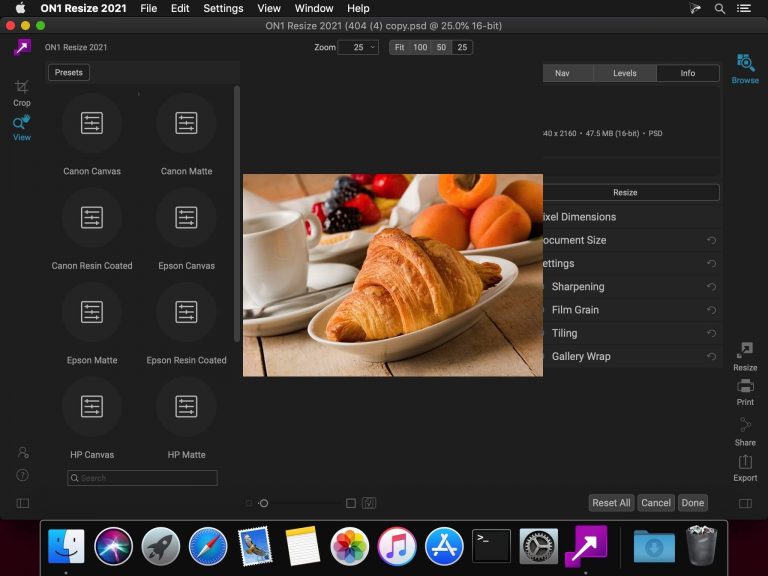 ON1 Resize 2021 File Edit Settings View Window Help
ON1 Resize 2021 (404 (4) copy.psd @ 25.0% 16-bit)
ON1 Resize 2021
Zoom 25 Fit 100 50 25
Presets
Nav Levels Info
Browse
Crop
View
40 x 2160 • 47.5 MB (16-bit) • PSD
Canon Canvas Canon Matte
Resize
ixel Dimensions
ocument Size
Canon Resin Coated Epson Canvas
ettings
Sharpening
Film Grain
Tiling
Gallery Wrap
Epson Matte Epson Resin Coated
Resize
Print
Share
HP Canvas HP Matte
Search
Export
Reset All Cancel Done
>_